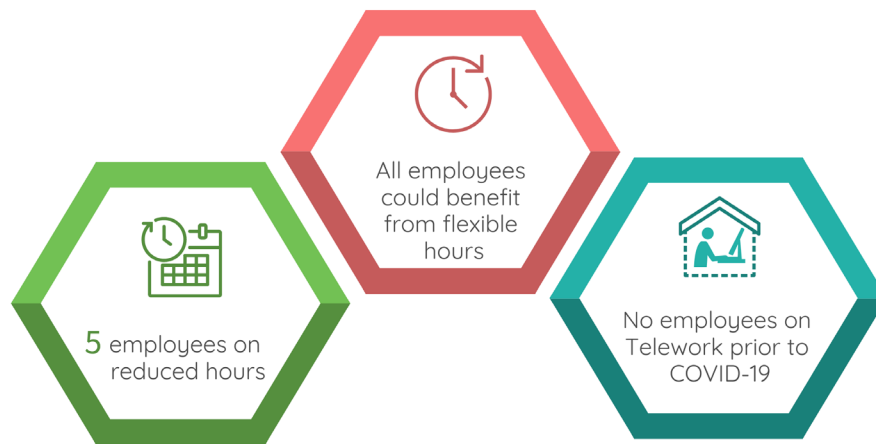 All employees
could benefit
from flexible
hours
5 employees on
reduced hours
No employees on
Telework prior to
COVID-19